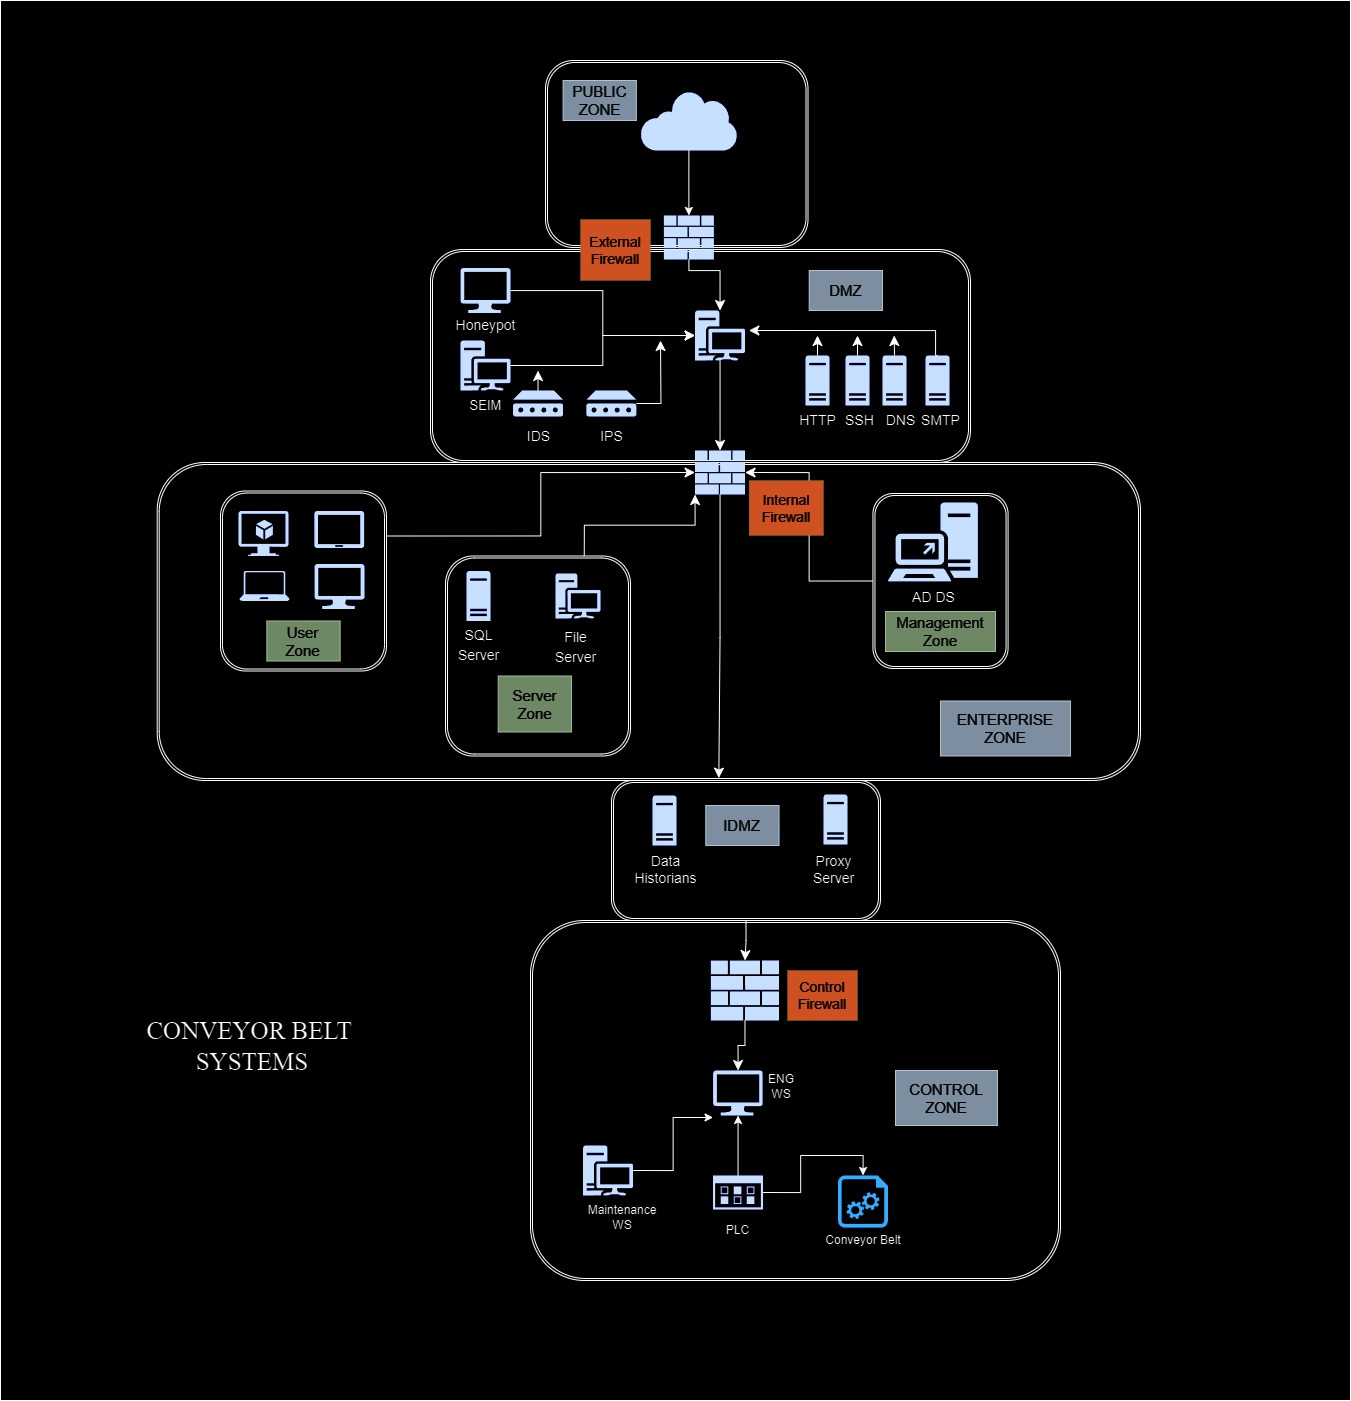 PUBLIC
ZONE
External
Firewall
DMZ
Honeypot
SEIM
IDS
IPS
HTTP
SSH
DNS
SMTP
Internal
Firewall
User
Zone
SQL
Server
File
Server
Server
Zone
AD DS
Management
Zone
ENTERPRISE
ZONE
IDMZ
Data
Historians
Proxy
Server
Control
Firewall
CONVEYOR BELT
SYSTEMS
ENG
WS
CONTROL
ZONE
Maintenance
WS
PLC
Conveyor Belt